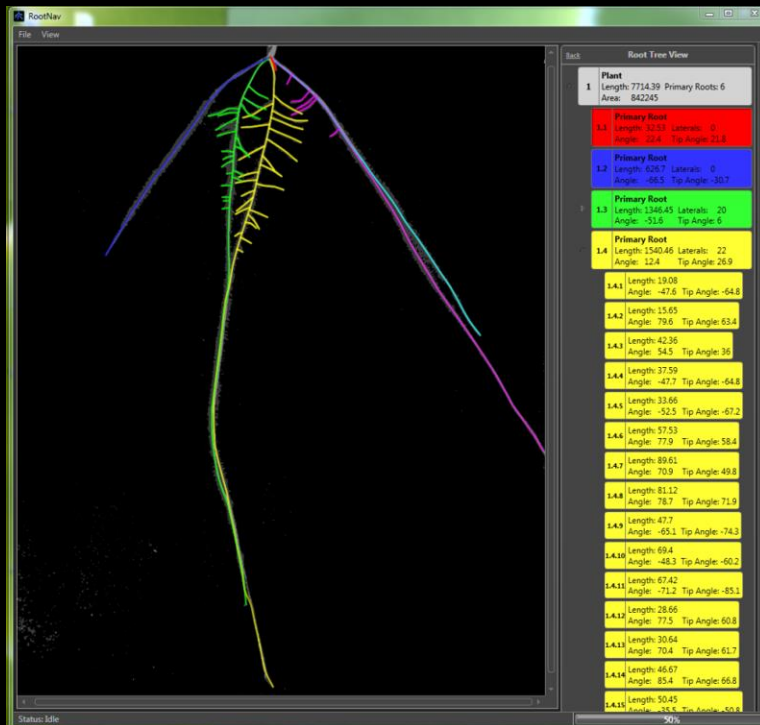 RootNav
File View
Back Root Tree View
1
Plant
Length: 7714.39 Primary Roots: 6
Area: 842245
1.1
Primary Root
Length: 32.53 Laterals: 0
Angle: 22.4 Tip Angle: 21.8
1.2
Primary Root
Length: 626.7 Laterals: 0
Angle: -66.5 Tip Angle: -30.7
1.3
Primary Root
Length: 1346.45 Laterals: 20
Angle: -51.6 Tip Angle: 6
1.4
Primary Root
Length: 1540.46 Laterals: 22
Angle: 12.4 Tip Angle: 26.9
1.4.1
Length: 19.08
Angle: -47.6 Tip Angle: -64.8
1.4.2
Length: 15.65
Angle: 79.6 Tip Angle: 63.4
1.4.3
Length: 42.36
Angle: 54.5 Tip Angle: 36
1.4.4
Length: 37.59
Angle: -47.7 Tip Angle: -64.8
1.4.5
Length: 33.66
Angle: -52.5 Tip Angle: -67.2
1.4.6
Length: 57.53
Angle: 77.9 Tip Angle: 58.4
1.4.7
Length: 89.61
Angle: 70.9 Tip Angle: 49.8
1.4.8
Length: 81.12
Angle: 78.7 Tip Angle: 71.9
1.4.9
Length: 47.7
Angle: -65.1 Tip Angle: -74.3
1.4.10
Length: 69.4
Angle: -48.3 Tip Angle: -60.2
1.4.11
Length: 67.42
Angle: -71.2 Tip Angle: -85.1
1.4.12
Length: 28.66
Angle: 77.5 Tip Angle: 60.8
1.4.13
Length: 30.64
Angle: 70.4 Tip Angle: 61.7
1.4.14
Length: 46.67
Angle: 85.4 Tip Angle: 66.8
1.4.15
Length: 50.45
Angle: -35.5 Tip Angle: -50.8
Status: Idle
50%